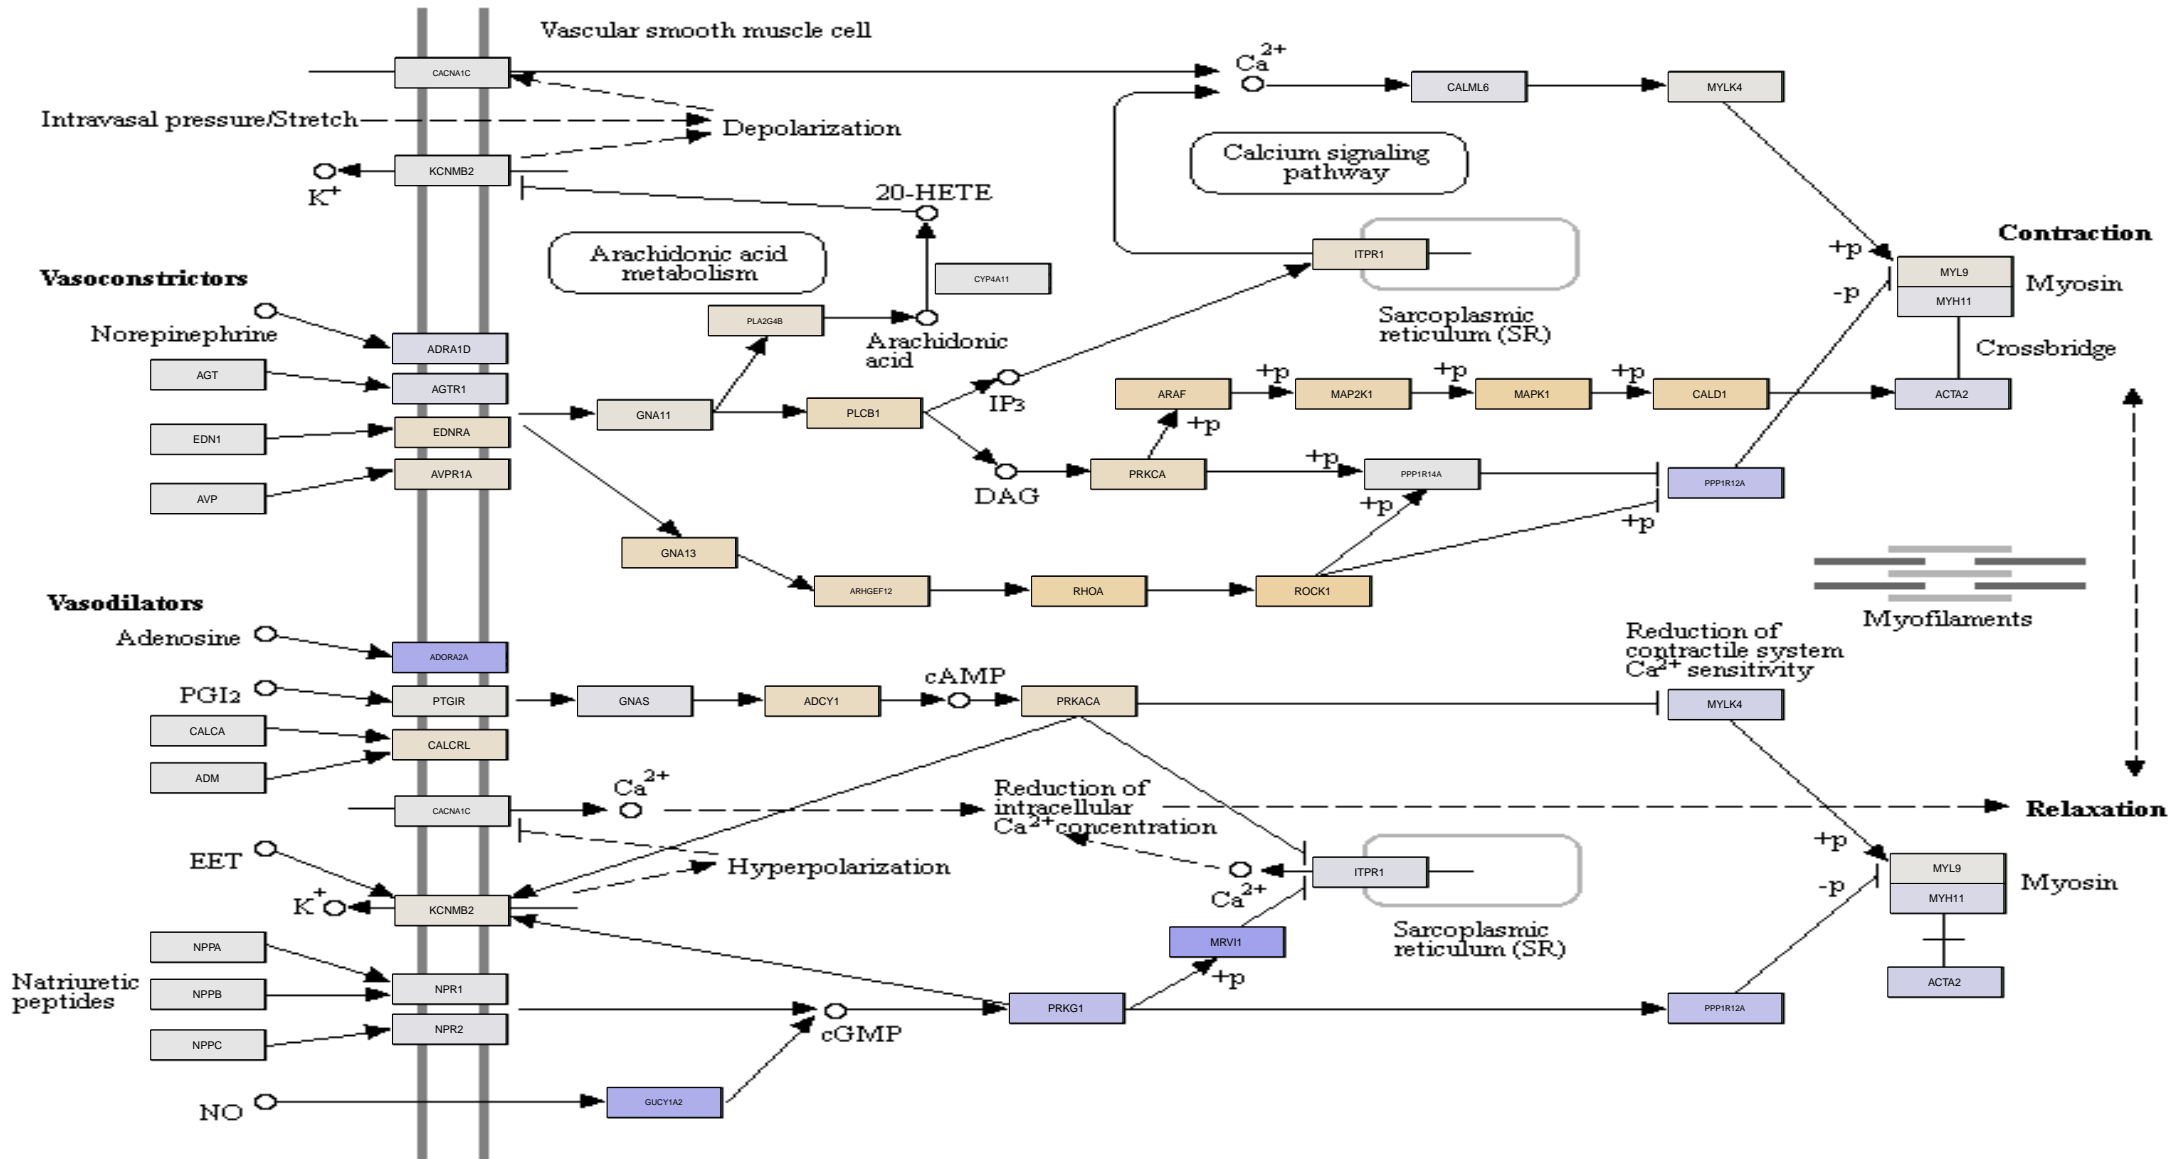 Vascular smooth muscle cell
CACNA1C
Ca2+
CALML6
MYLK4
Intravasal pressure/Stretch
Depolarization
KCNMB2
K+
20-HETE
Calcium signaling
pathway
Arachidonic acid
metabolism
CYP4A11
ITPR1
Sarcoplasmic
reticulum (SR)
+p
-p
Contraction
MYL9
MYH11
Myosin
Crossbridge
Vasoconstrictors
Norepinephrine
ADRA1D
AGT
AGTR1
EDN1
EDNRA
AVP
AVPR1A
PLA2G4B
Arachidonic
acid
GNA11
PLCB1
IP3
DAG
ARAF
+p
MAP2K1
+p
MAPK1
+p
CALD1
ACTA2
+p
PRKCA
+p
PPP1R14A
PPP1R12A
+p
+p
GNA13
ARHGEF12
RHOA
ROCK1
Myofilaments
Vasodilators
Adenosine
ADORA2A
PGI2
PTGIR
GNAS
ADCY1
cAMP
PRKACA
Reduction of
contractile system
Ca2+ sensitivity
MYLK4
CALCA
CALCRL
ADM
CACNA1C
Ca2+
Reduction of
intracellular
Ca2+concentration
Relaxation
EET
Hyperpolarization
K+
KCNMB2
Ca2+
ITPR1
Sarcoplasmic
reticulum (SR)
+p
-p
MYL9
MYH11
Myosin
ACTA2
MRVI1
+p
NPPA
Natriuretic
peptides
NPPB
NPPC
NPR1
NPR2
cGMP
PRKG1
PPP1R12A
NO
GUCY1A2